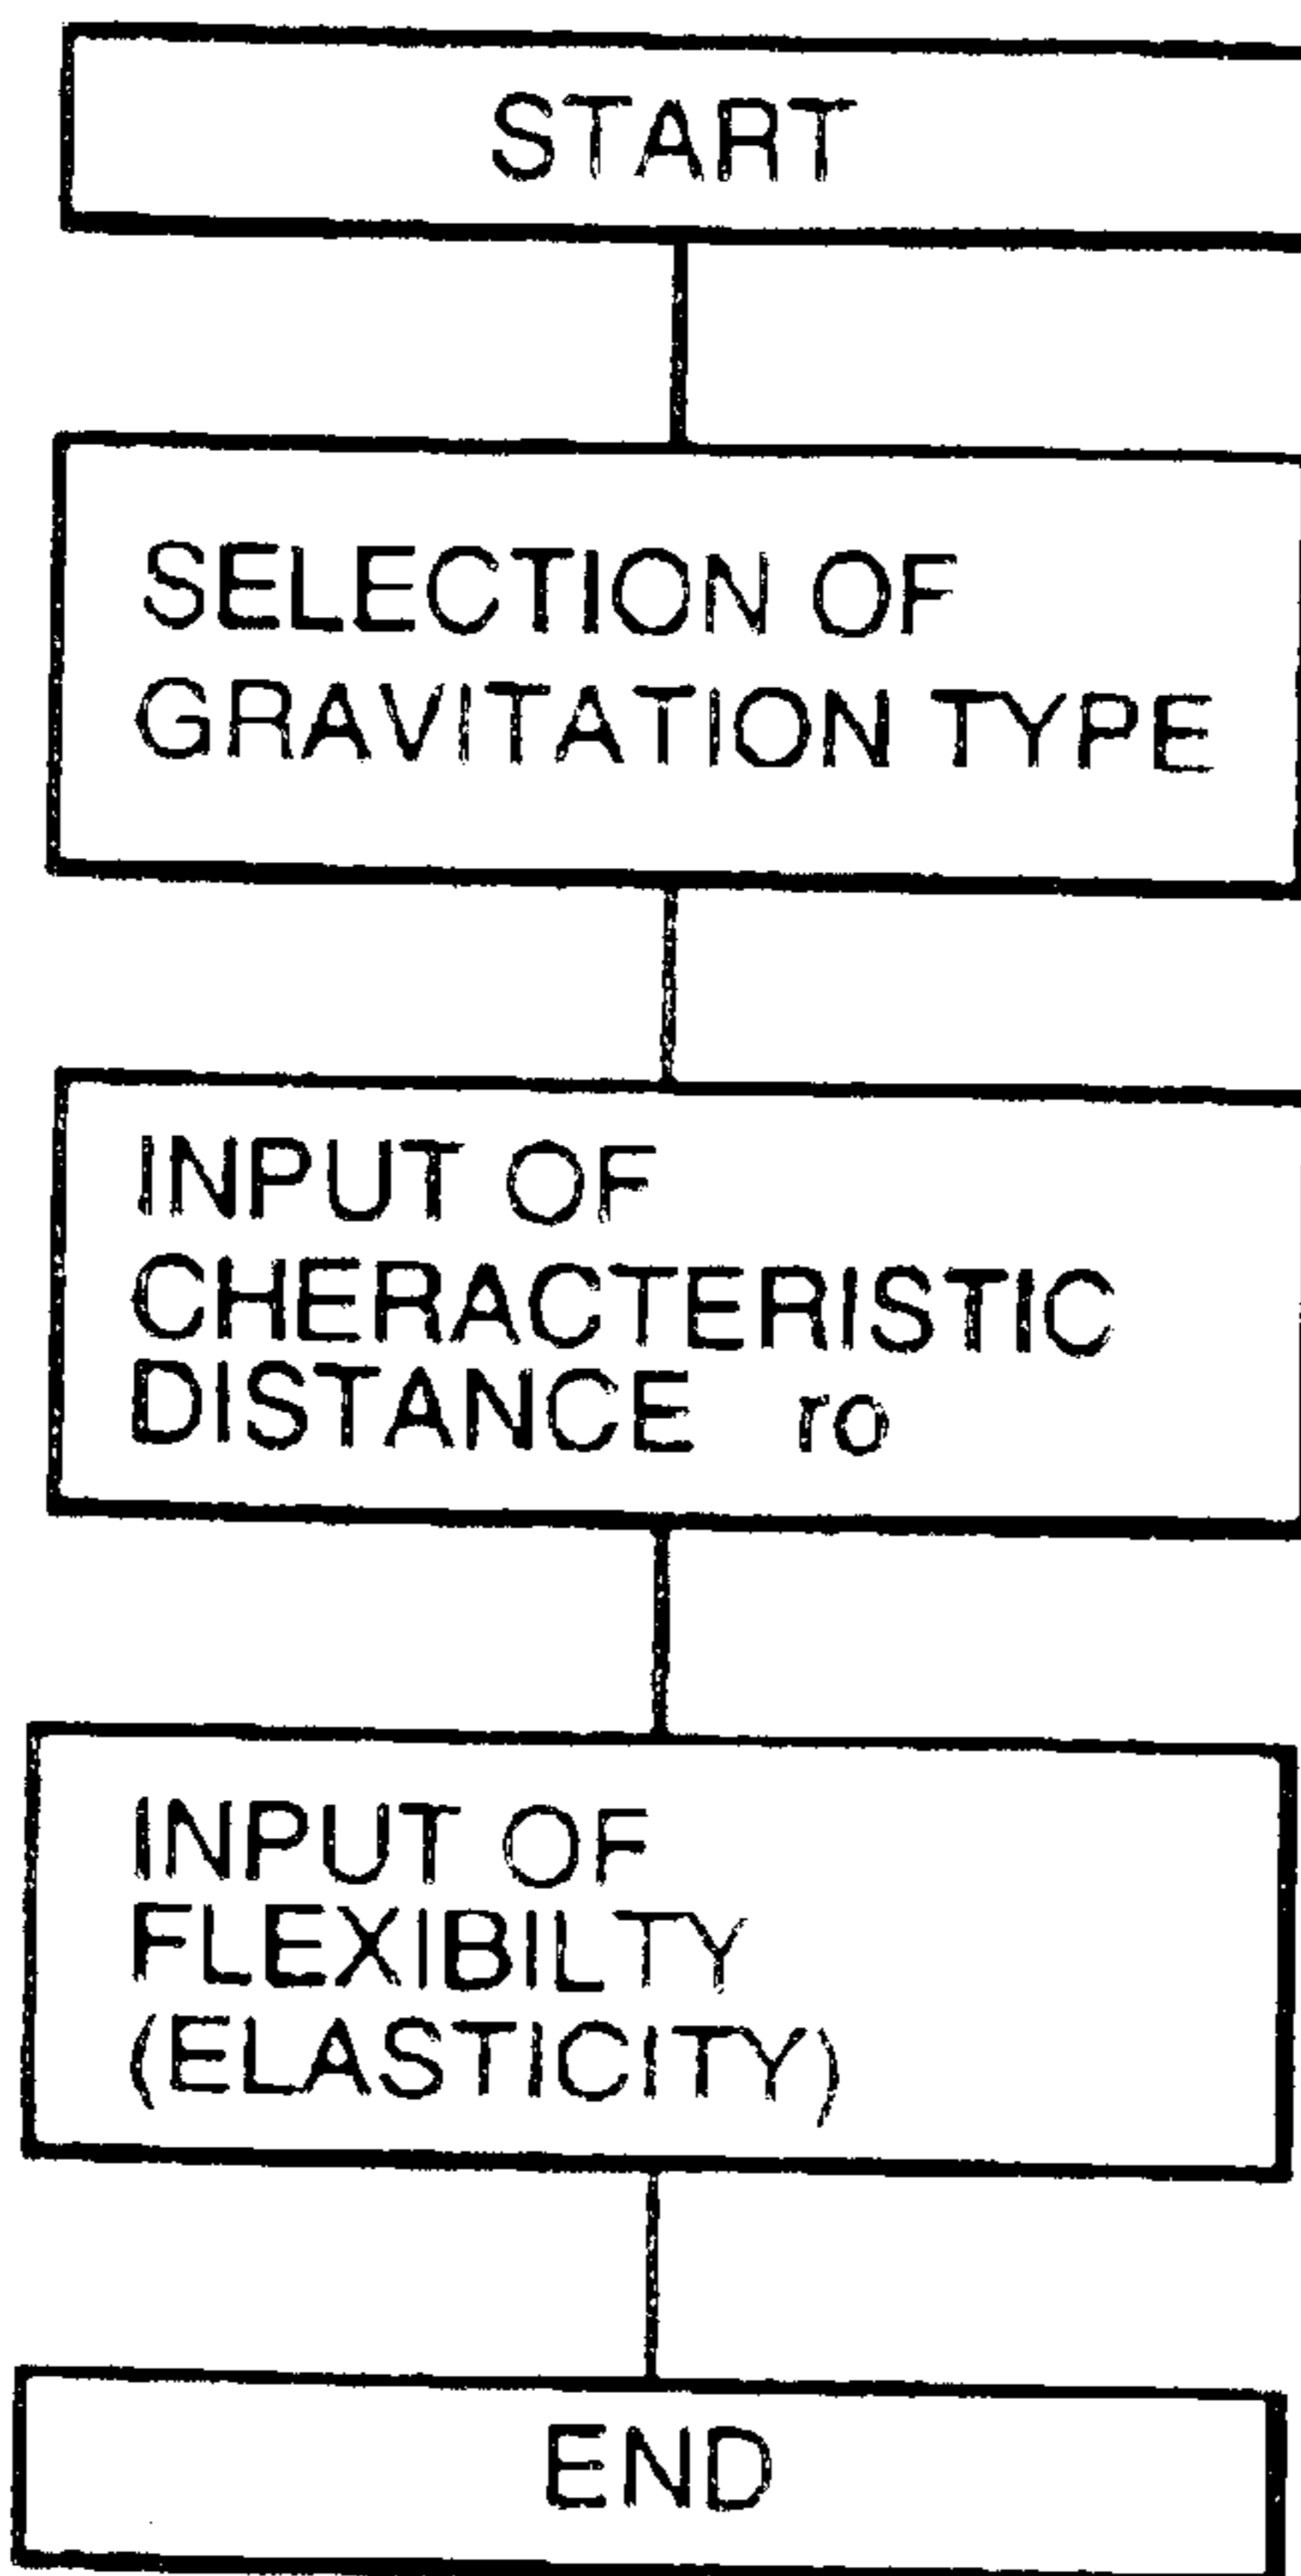 START
SELECTION OF
GRAVITATION TYPE
INPUT OF
CHERACTERISTIC
DISTANCE ro
INPUT OF
FLEXIBILTY
(ELASTICITY)
END